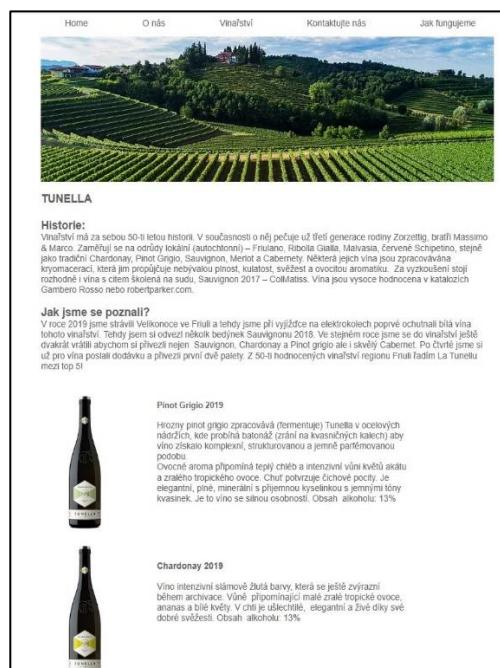 Home O nás Vinařství Kontaktujte nás Jak fungujeme
TUNELLA
Historie:
Vinařství má za sebou 50-ti letou historii. V současnosti o něj pečuje už třetí generace rodiny Zorzettig, bratři Massimo
& Marco. Zaměřují se na odrůdy lokální (autochtonní) – Friulano, Ribolla Gialla, Malvasia, červené Schipetino, stejně
jako tradiční Chardonay, Pinot Grigio, Sauvignon, Merlot a Cabernety. Některá jejich vína jsou zpracovávána
kryomacerací, která jim propůjčuje nebývalou plnost, kulatost, svěžest a ovocitou aromatiku. Za vyzkoušení stojí
rozhodně i vína s citem školená na sudu, Sauvignon 2017 – ColMatiss. Vína jsou vysoce hodnocena v katalozích
Gambero Rosso nebo robertparker.com.
Jak jsme se poznali?
V roce 2019 jsme strávili Velikonoce ve Friuli a tehdy jsme při vyjížďce na elektrokolech poprvé ochutnali bílá vína
tohoto vinařství. Tehdy jsem si odvezl několik bedýnek Sauvignonu 2018. Ve stejném roce jsme se do vinařství ještě
dvakrát vrátili abychom si přivezli nejen Sauvignon, Chardonay a Pinot grigio ale i skvělý Cabernet. Po čtvrté jsme si
už pro vína poslali dodávku a přivezli první dvě palety. Z 50-ti hodnocených vinařství regionu Friuli řadím La Tunellu
mezi top 5!
Pinot Grigio 2019
Hrozny pinot grigio zpracovává (fermentuje) Tunella v ocelových
nádržích, kde probíhá batonáž (zrání na kvasničných kalech) aby
víno získalo komplexní, strukturovanou a jemně parfémovanou
podobu.
Ovocné aroma připomíná teplý chléb a intenzivní vůni květů akátu
a zralého tropického ovoce. Chuť potvrzuje čichové pocity. Je
elegantní, plné, minerální s příjemnou kyselinkou s jemnými tóny
kvasinek. Je to víno se silnou osobností. Obsah alkoholu: 13%
TUNELLA
Chardonay 2019
Víno intenzivní slámově žlutá barvy, která se ještě zvýrazní
během archivace. Vůně připomínající malé zralé tropické ovoce,
ananas a bílé květy. V chti je ušlechtilé, elegantní a živé díky své
dobré svěžesti. Obsah alkoholu: 13%
TUNELLA